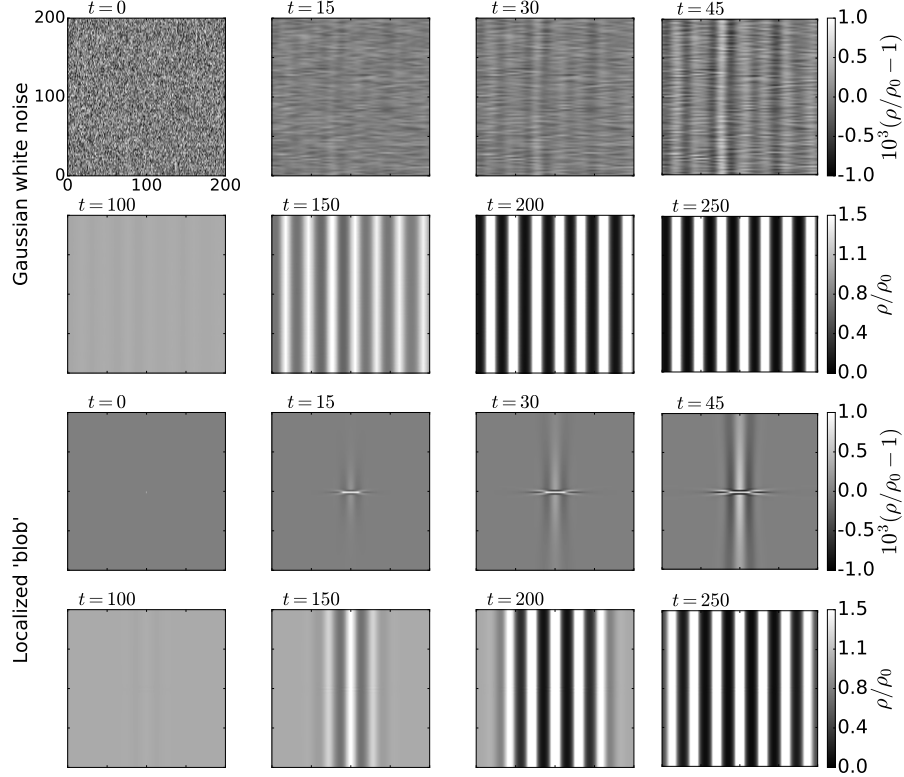 t = 0
t = 15
t = 30
t = 45
200
100
0
0
100
200
Gaussian white noise
1.0
0.5
0.0
-0.5
-1.0
10³(ρ/ρ₀ − 1)
t = 100
t = 150
t = 200
t = 250
1.5
1.1
0.8
0.4
0.0
ρ/ρ₀
t = 0
t = 15
t = 30
t = 45
Localized 'blob'
1.0
0.5
0.0
-0.5
-1.0
10³(ρ/ρ₀ − 1)
t = 100
t = 150
t = 200
t = 250
1.5
1.1
0.8
0.4
0.0
ρ/ρ₀